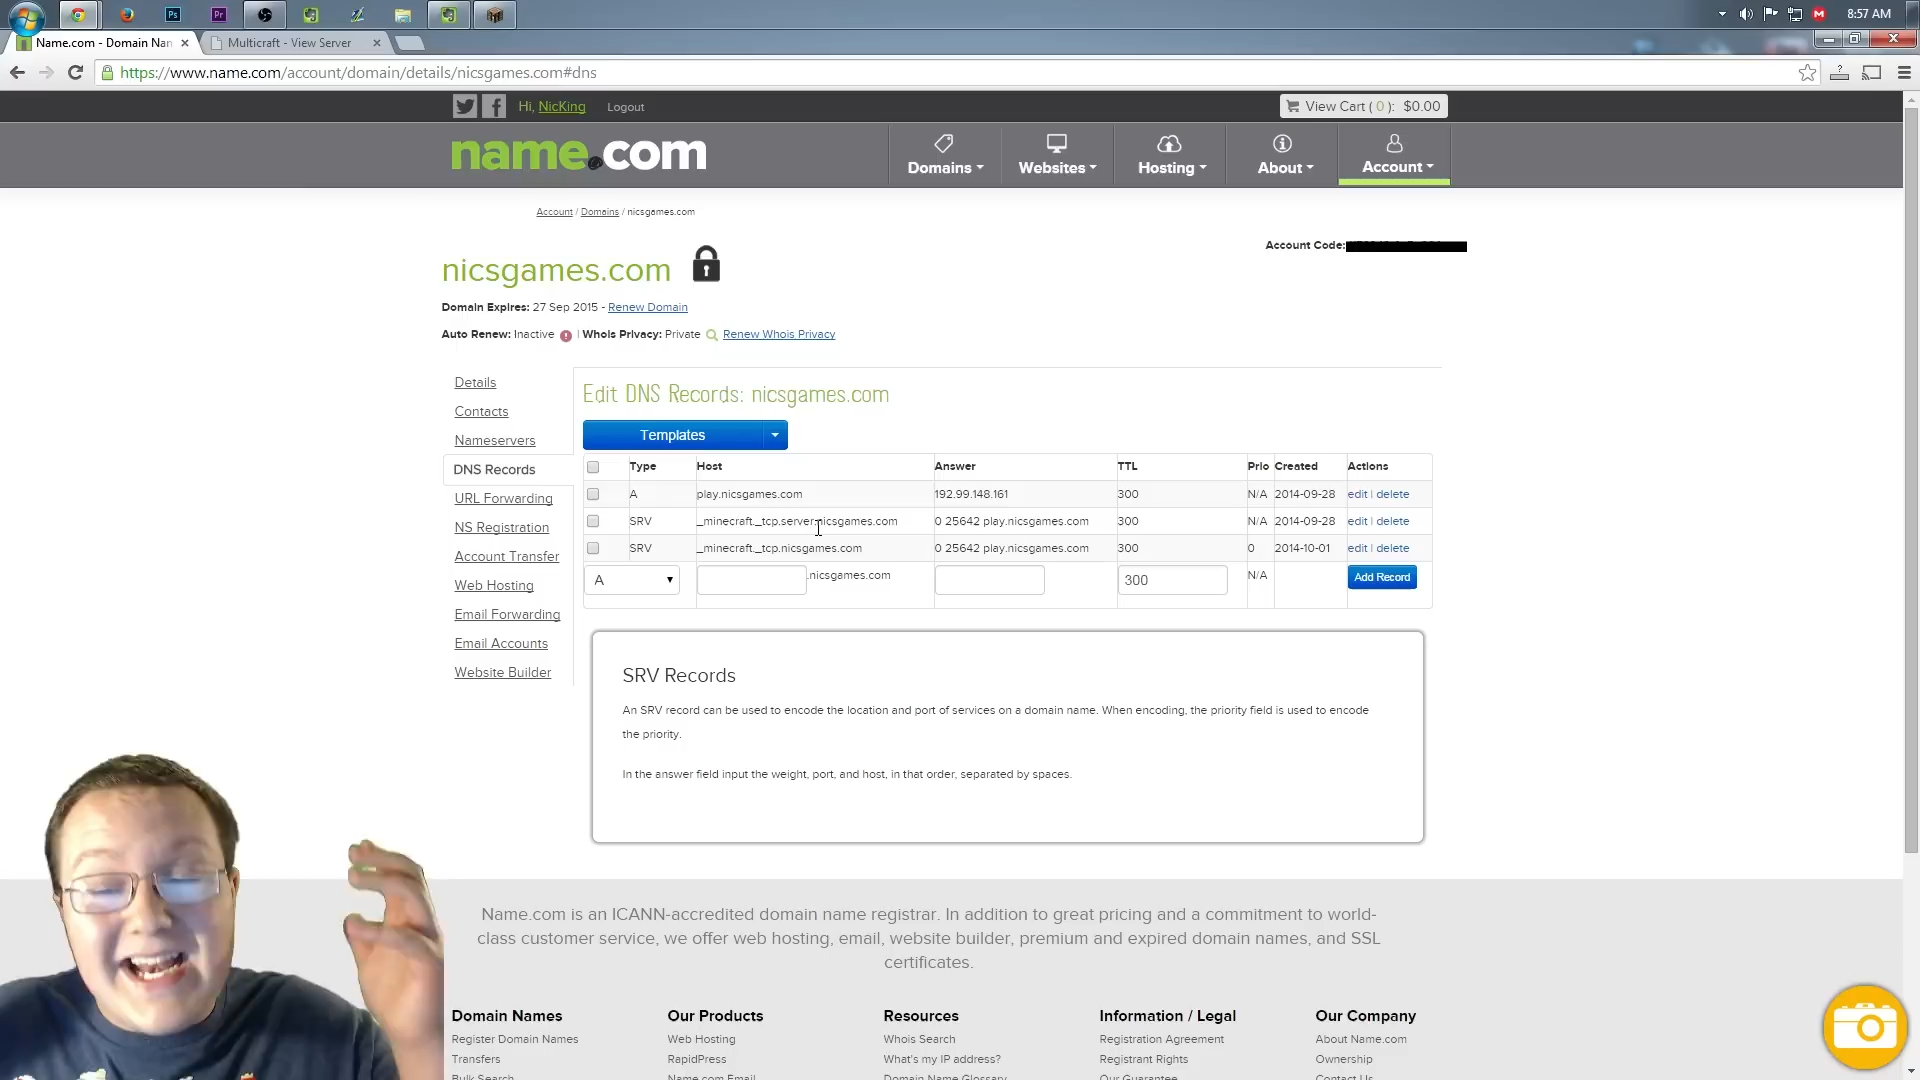 8:57 AM
Name.com - Domain Nan
Multicraft - View Server
https://www.name.com/account/domain/details/nicsgames.com#dns
Hi, NicKing Logout
View Cart ( 0 ): $0.00
name.com
Domains
Websites
Hosting
About
Account
Account / Domains / nicsgames.com
Account Code:
nicsgames.com
Domain Expires: 27 Sep 2015 - Renew Domain
Auto Renew: Inactive | Whois Privacy: Private Renew Whois Privacy
Details
Contacts
Nameservers
DNS Records
URL Forwarding
NS Registration
Account Transfer
Web Hosting
Email Forwarding
Email Accounts
Website Builder
Edit DNS Records: nicsgames.com
Templates
Type Host Answer TTL Prio Created Actions
A play.nicsgames.com 192.99.148.161 300 N/A 2014-09-28 edit | delete
SRV _minecraft._tcp.server.nicsgames.com 0 25642 play.nicsgames.com 300 N/A 2014-09-28 edit | delete
SRV _minecraft._tcp.nicsgames.com 0 25642 play.nicsgames.com 300 0 2014-10-01 edit | delete
A .nicsgames.com 300 N/A Add Record
SRV Records
An SRV record can be used to encode the location and port of services on a domain name. When encoding, the priority field is used to encode
the priority.
In the answer field input the weight, port, and host, in that order, separated by spaces.
Name.com is an ICANN-accredited domain name registrar. In addition to great pricing and a commitment to world-
class customer service, we offer web hosting, email, website builder, premium and expired domain names, and SSL
certificates.
Domain Names
Register Domain Names
Transfers
Bulk Search
Our Products
Web Hosting
RapidPress
Name.com Email
Resources
Whois Search
What's my IP address?
Domain Name Glossary
Information / Legal
Registration Agreement
Registrant Rights
Our Guarantee
Our Company
About Name.com
Ownership
Contact Us